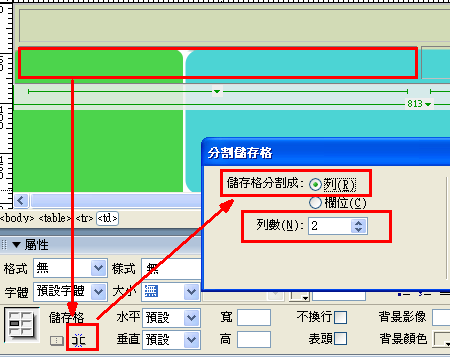 813
分割儲存格
儲存格分割成: 列(R)
欄位(C)
列數(N): 2
<body> <table> <tr> <td>
屬性
格式 無 樣式 無
字體 預設字體 大小 無
儲存格 水平 預設 寬 不換行 背景影像
垂直 預設 高 表頭 背景顏色